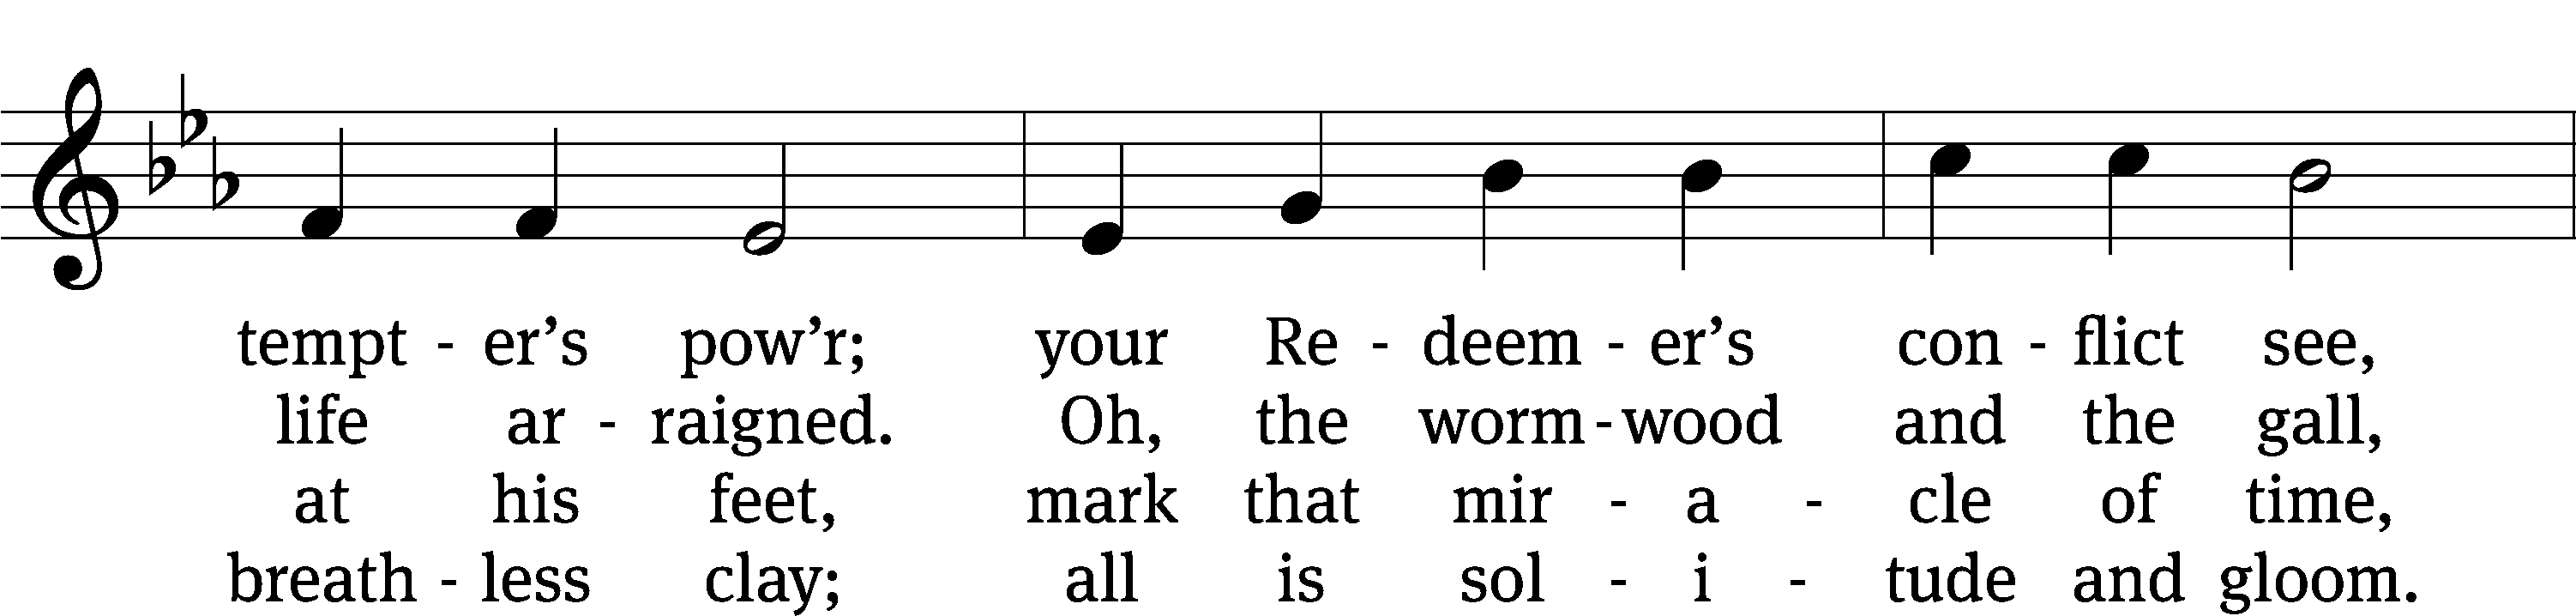 tempt - er’s pow’r; your Re - deem - er’s con - flict see,
life ar - raigned. Oh, the worm - wood and the gall,
at his feet, mark that mir - a - cle of time,
breath - less clay; all is sol - i - tude and gloom.